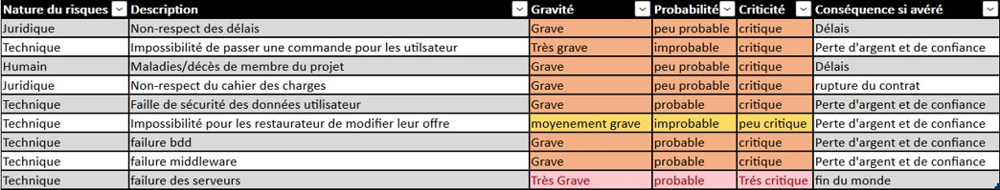 Nature du risques Description Gravité Probabilité Criticité Conséquence si avéré
Juridique Non-respect des délais Grave peu probable critique Délais
Technique Impossibilité de passer une commande pour les utilsateur Très grave improbable critique Perte d'argent et de confiance
Humain Maladies/décès de membre du projet Grave peu probable critique Délais
Juridique Non-respect du cahier des charges Grave peu probable critique rupture du contrat
Technique Faille de sécurité des données utilisateur Grave probable critique Perte d'argent et de confiance
Technique Impossibilité pour les restaurateur de modifier leur offre moyenement grave improbable peu critique Perte d'argent et de confiance
Technique failure bdd Grave probable critique Perte d'argent et de confiance
Technique failure middleware Grave probable critique Perte d'argent et de confiance
Technique failure des serveurs Très Grave probable Trés critique fin du monde